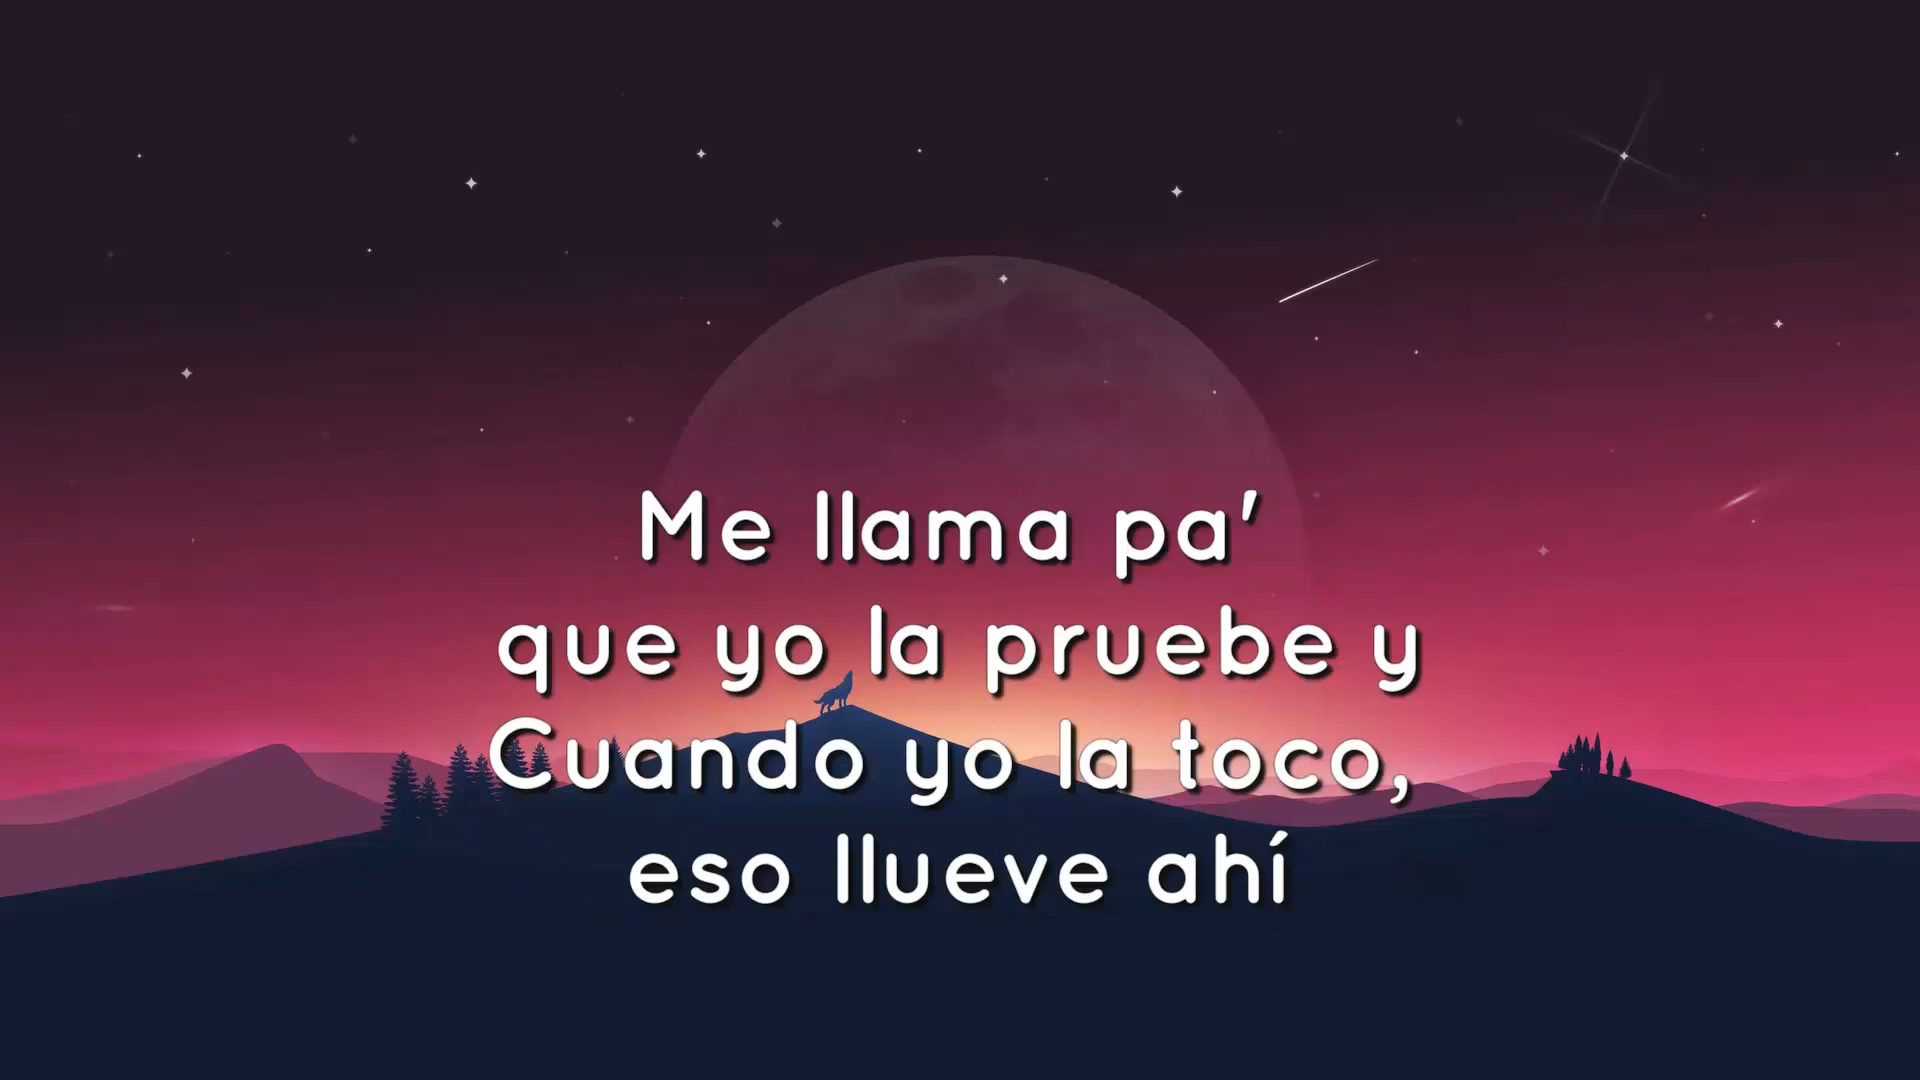 Me llama pa'
que yo la pruebe y
Cuando yo la toco,
eso llueve ahí